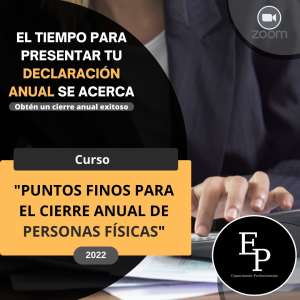 zoom
EL TIEMPO PARA
PRESENTAR TU
DECLARACIÓN
ANUAL SE ACERCA
Obtén un cierre anual exitoso
Curso
"PUNTOS FINOS PARA
EL CIERRE ANUAL DE
PERSONAS FÍSICAS"
2022
EP